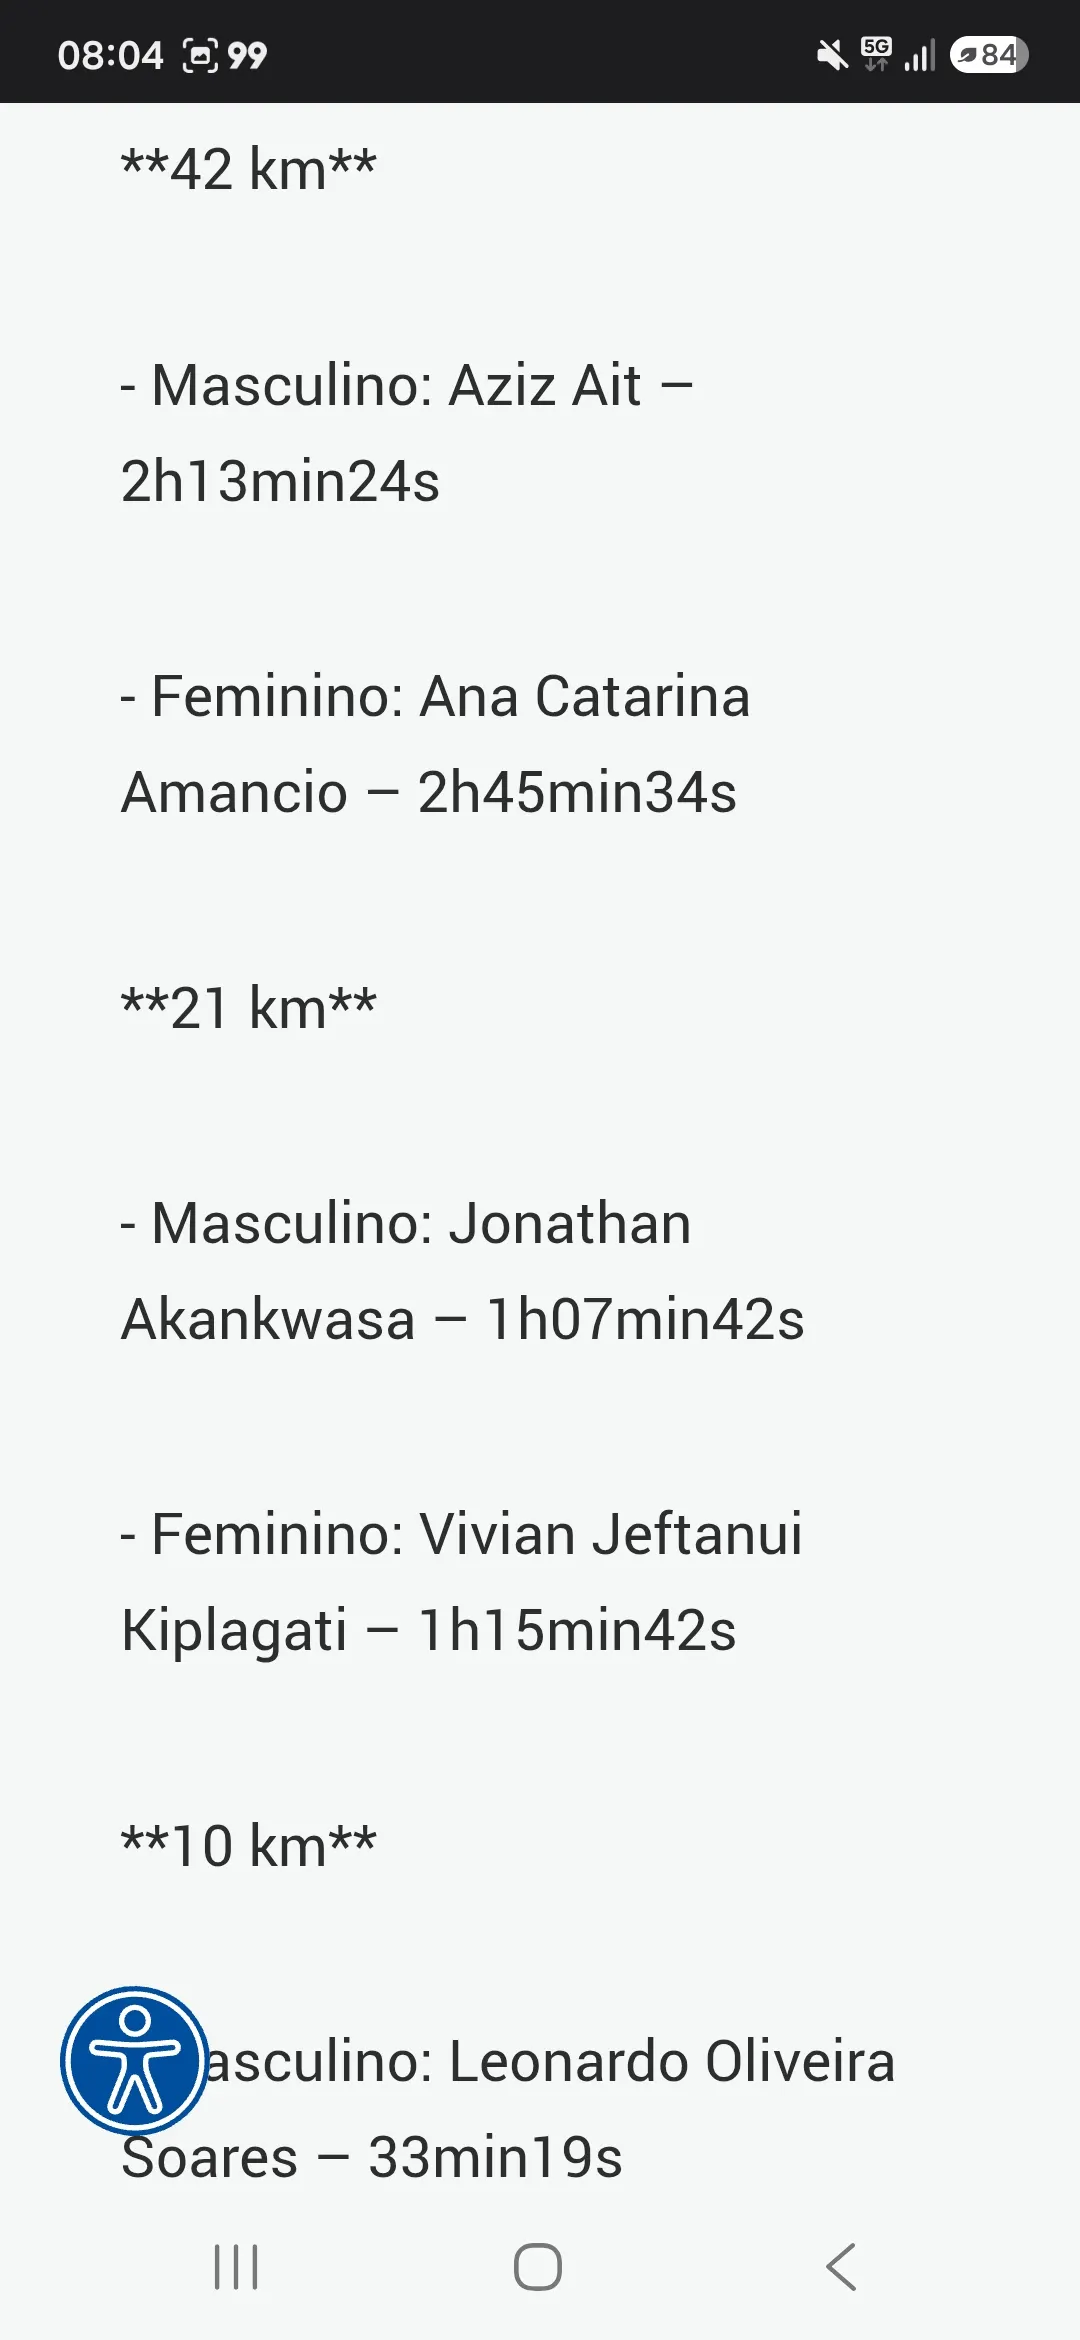 08:04 99 5G 84
**42 km**
- Masculino: Aziz Ait –
2h13min24s
- Feminino: Ana Catarina
Amancio – 2h45min34s
**21 km**
- Masculino: Jonathan
Akankwasa – 1h07min42s
- Feminino: Vivian Jeftanui
Kiplagati – 1h15min42s
**10 km**
asculino: Leonardo Oliveira
Soares – 33min19s